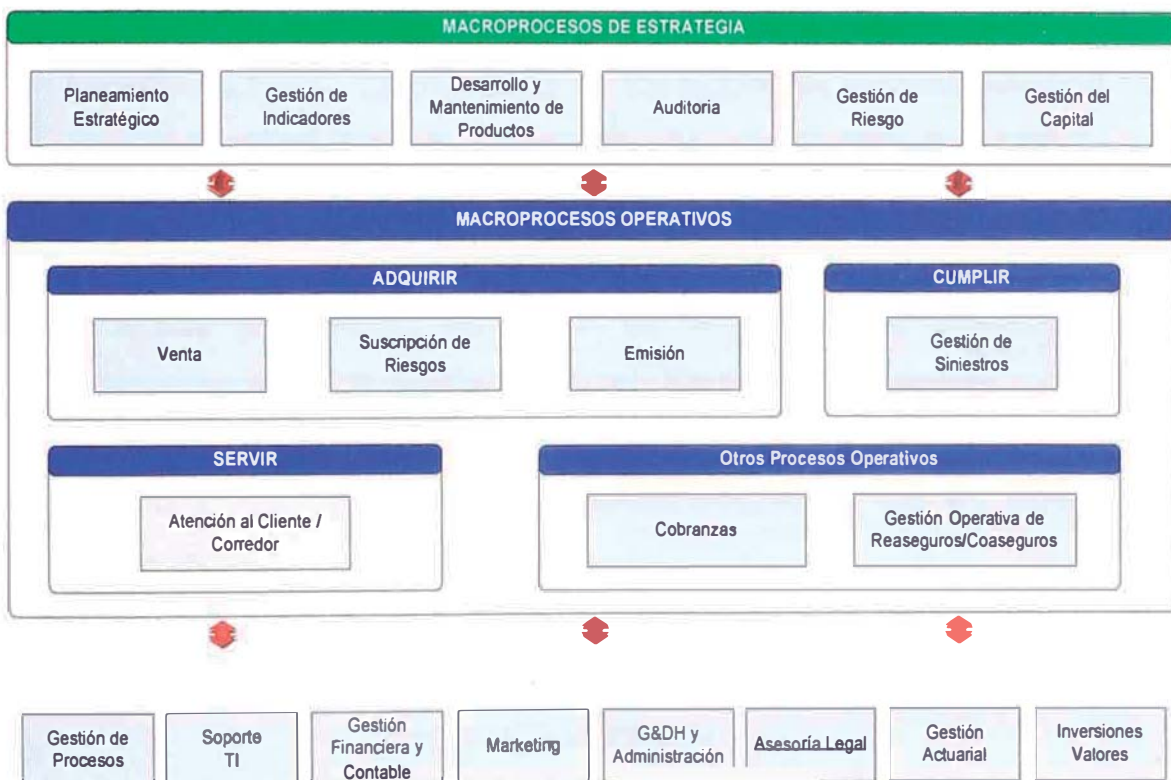 MACROPROCESOS DE ESTRATEGIA
Planeamiento
Estratégico
Gestión de
Indicadores
Desarrollo y
Mantenimiento de
Productos
Auditoria
Gestión de
Riesgo
Gestión del
Capital
MACROPROCESOS OPERATIVOS
ADQUIRIR
Venta
Suscripción de
Riesgos
Emisión
CUMPLIR
Gestión de
Siniestros
SERVIR
Atención al Cliente /
Corredor
Otros Procesos Operativos
Cobranzas
Gestión Operativa de
Reaseguros/Coaseguros
Gestión de
Procesos
Soporte
TI
Gestión
Financiera y
Contable
Marketing
G&DH y
Administración
Asesoría Legal
Gestión
Actuarial
Inversiones
Valores